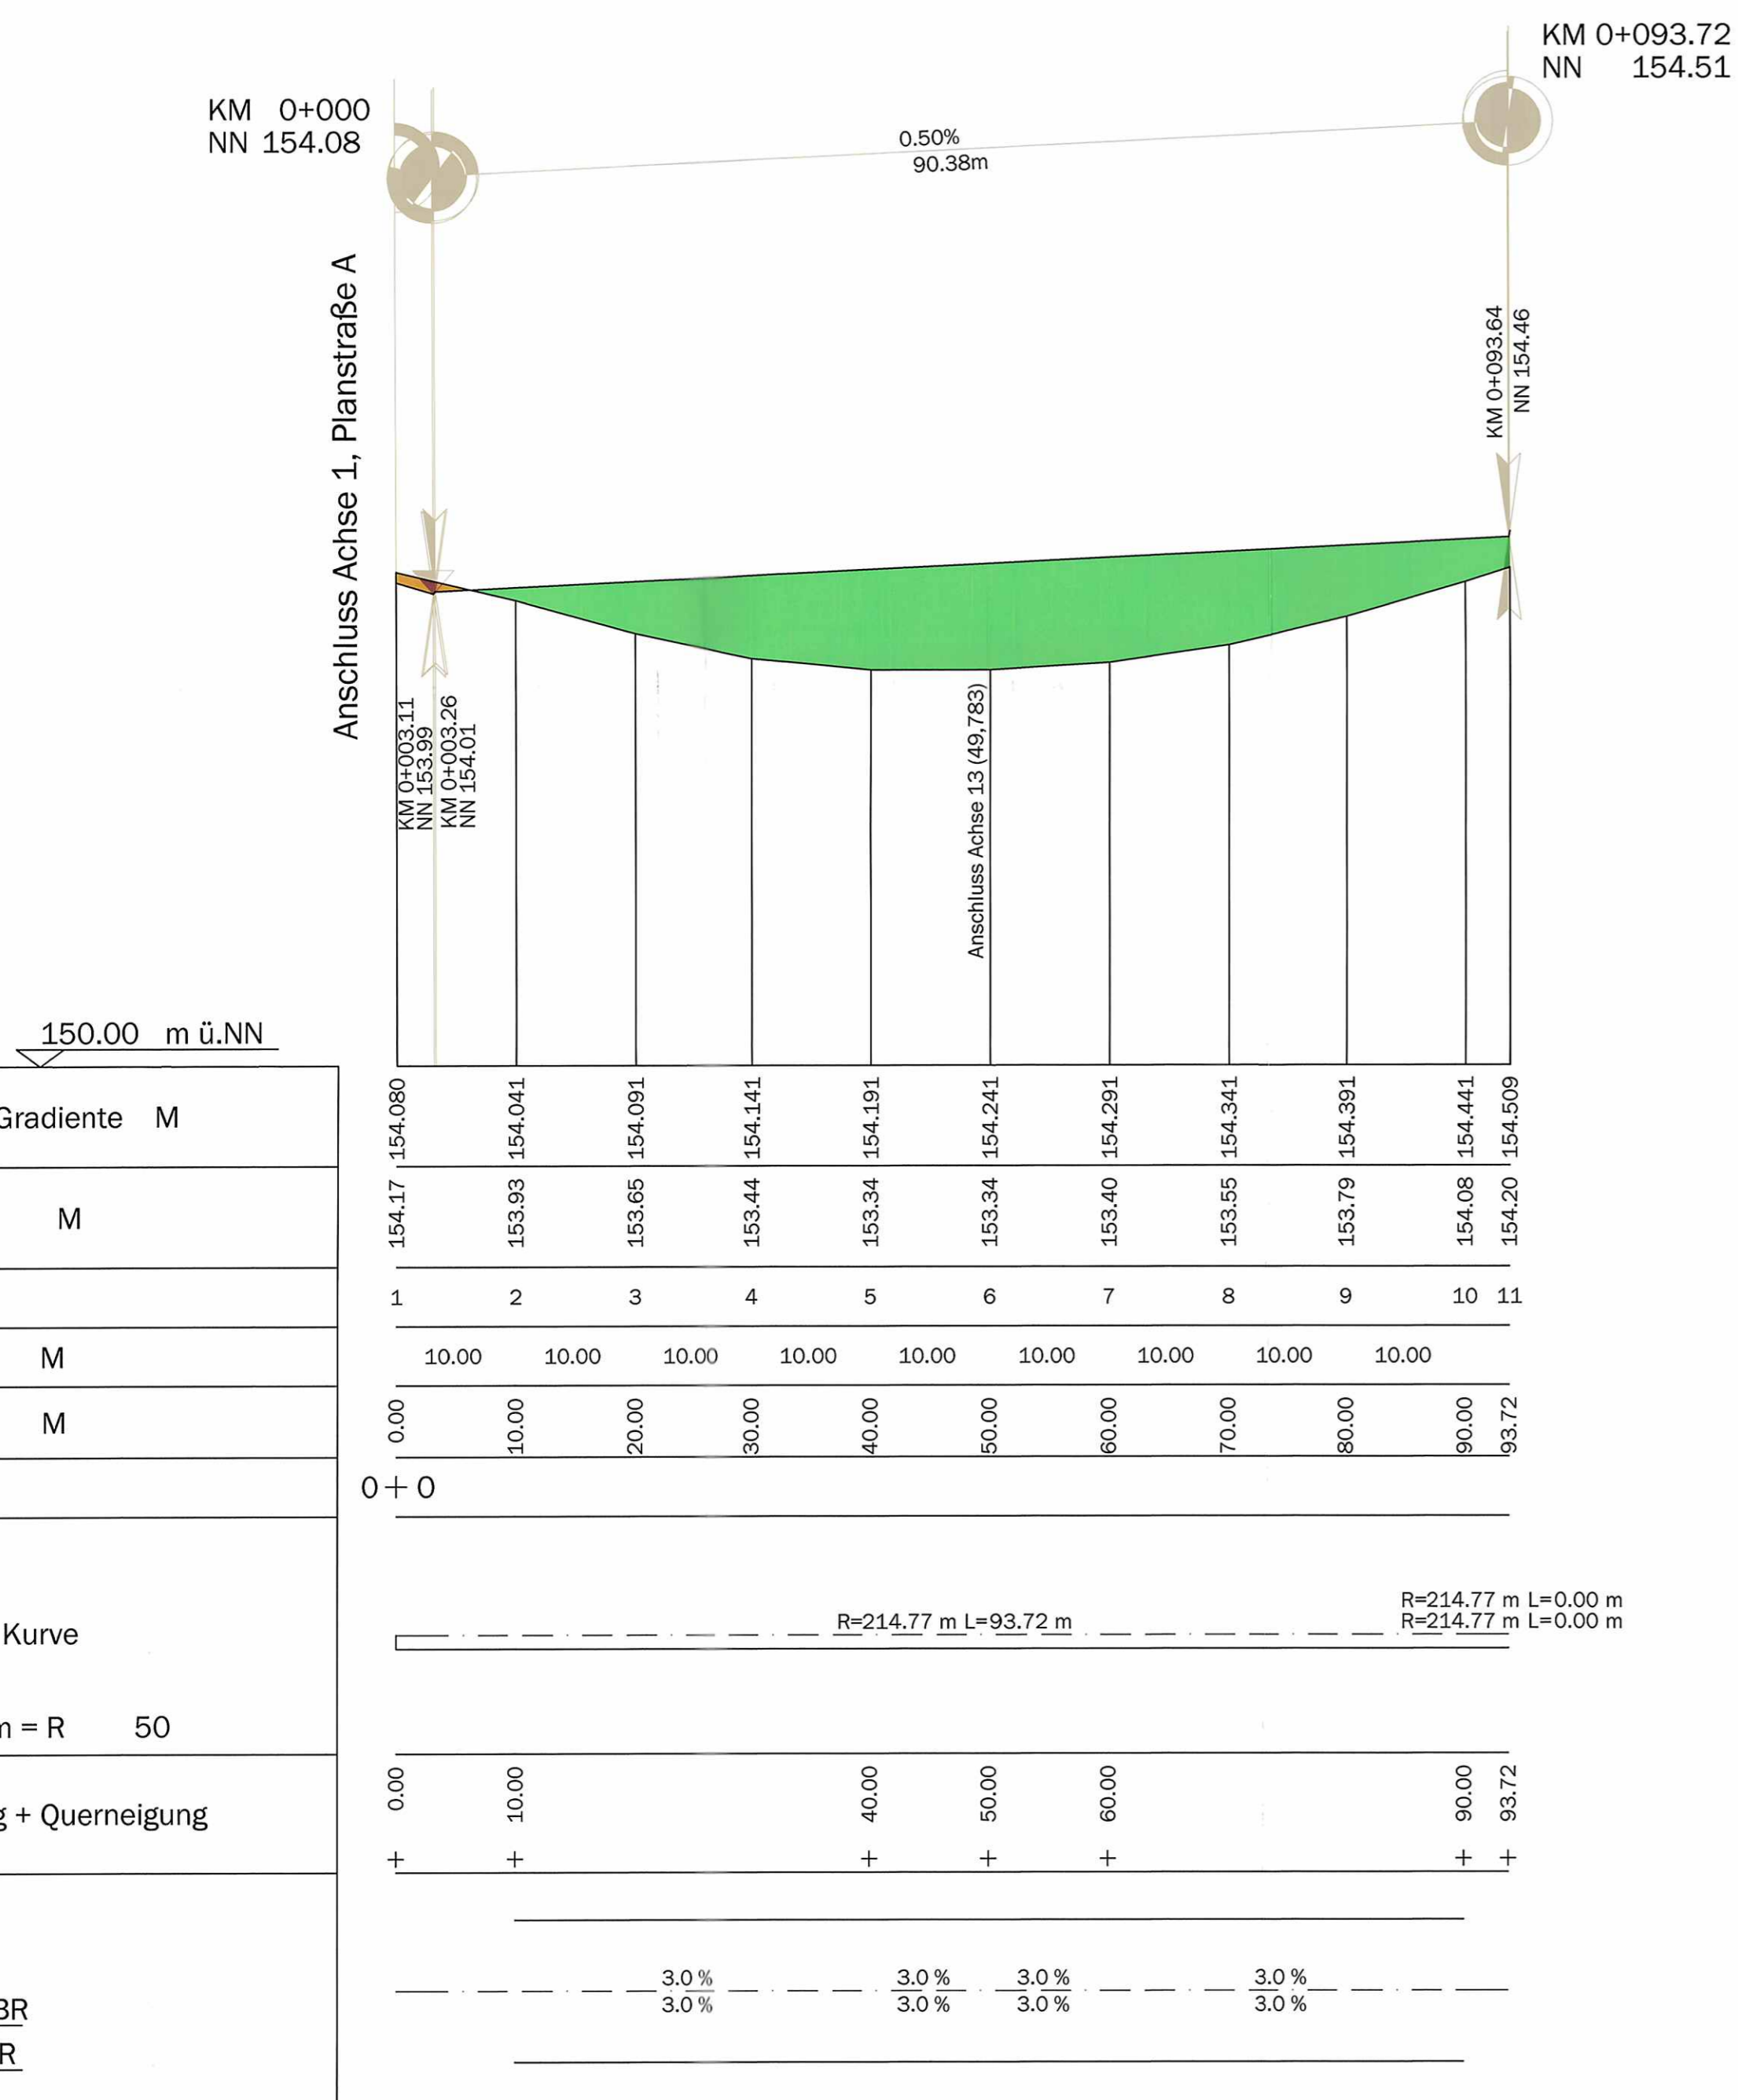 KM 0+093.72
NN 154.51
KM 0+000
NN 154.08
0.50%
90.38m
Anschluss Achse 1, Planstraße A
KM 0+093.64
NN 154.46
KM 0+003.11
NN 153.99
KM 0+003.26
NN 154.01
Anschluss Achse 13 (49,783)
150.00 m ü.NN
Gradiente M
154.080 154.041 154.091 154.141 154.191 154.241 154.291 154.341 154.391 154.441 154.509
M
154.17 153.93 153.65 153.44 153.34 153.34 153.40 153.55 153.79 154.08 154.20
1 2 3 4 5 6 7 8 9 10 11
M
10.00 10.00 10.00 10.00 10.00 10.00 10.00 10.00 10.00
M
0.00 10.00 20.00 30.00 40.00 50.00 60.00 70.00 80.00 90.00 93.72
0+0
R=214.77 m L=0.00 m
R=214.77 m L=93.72 m
R=214.77 m L=0.00 m
Kurve
= R 50
0.00 10.00 40.00 50.00 60.00 90.00 93.72
+ Querneigung
+ + + + + + +
3.0 % 3.0 % 3.0 % 3.0 %
3.0 % 3.0 % 3.0 % 3.0 %
BR
R